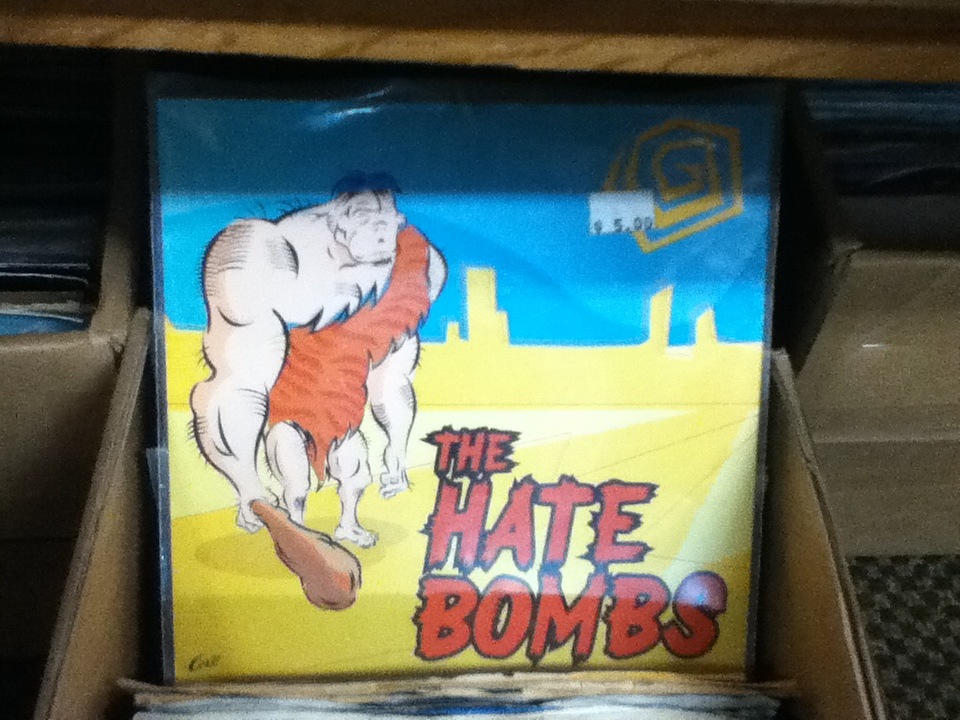 G
$ 5.00
THE
HATE
BOMBS